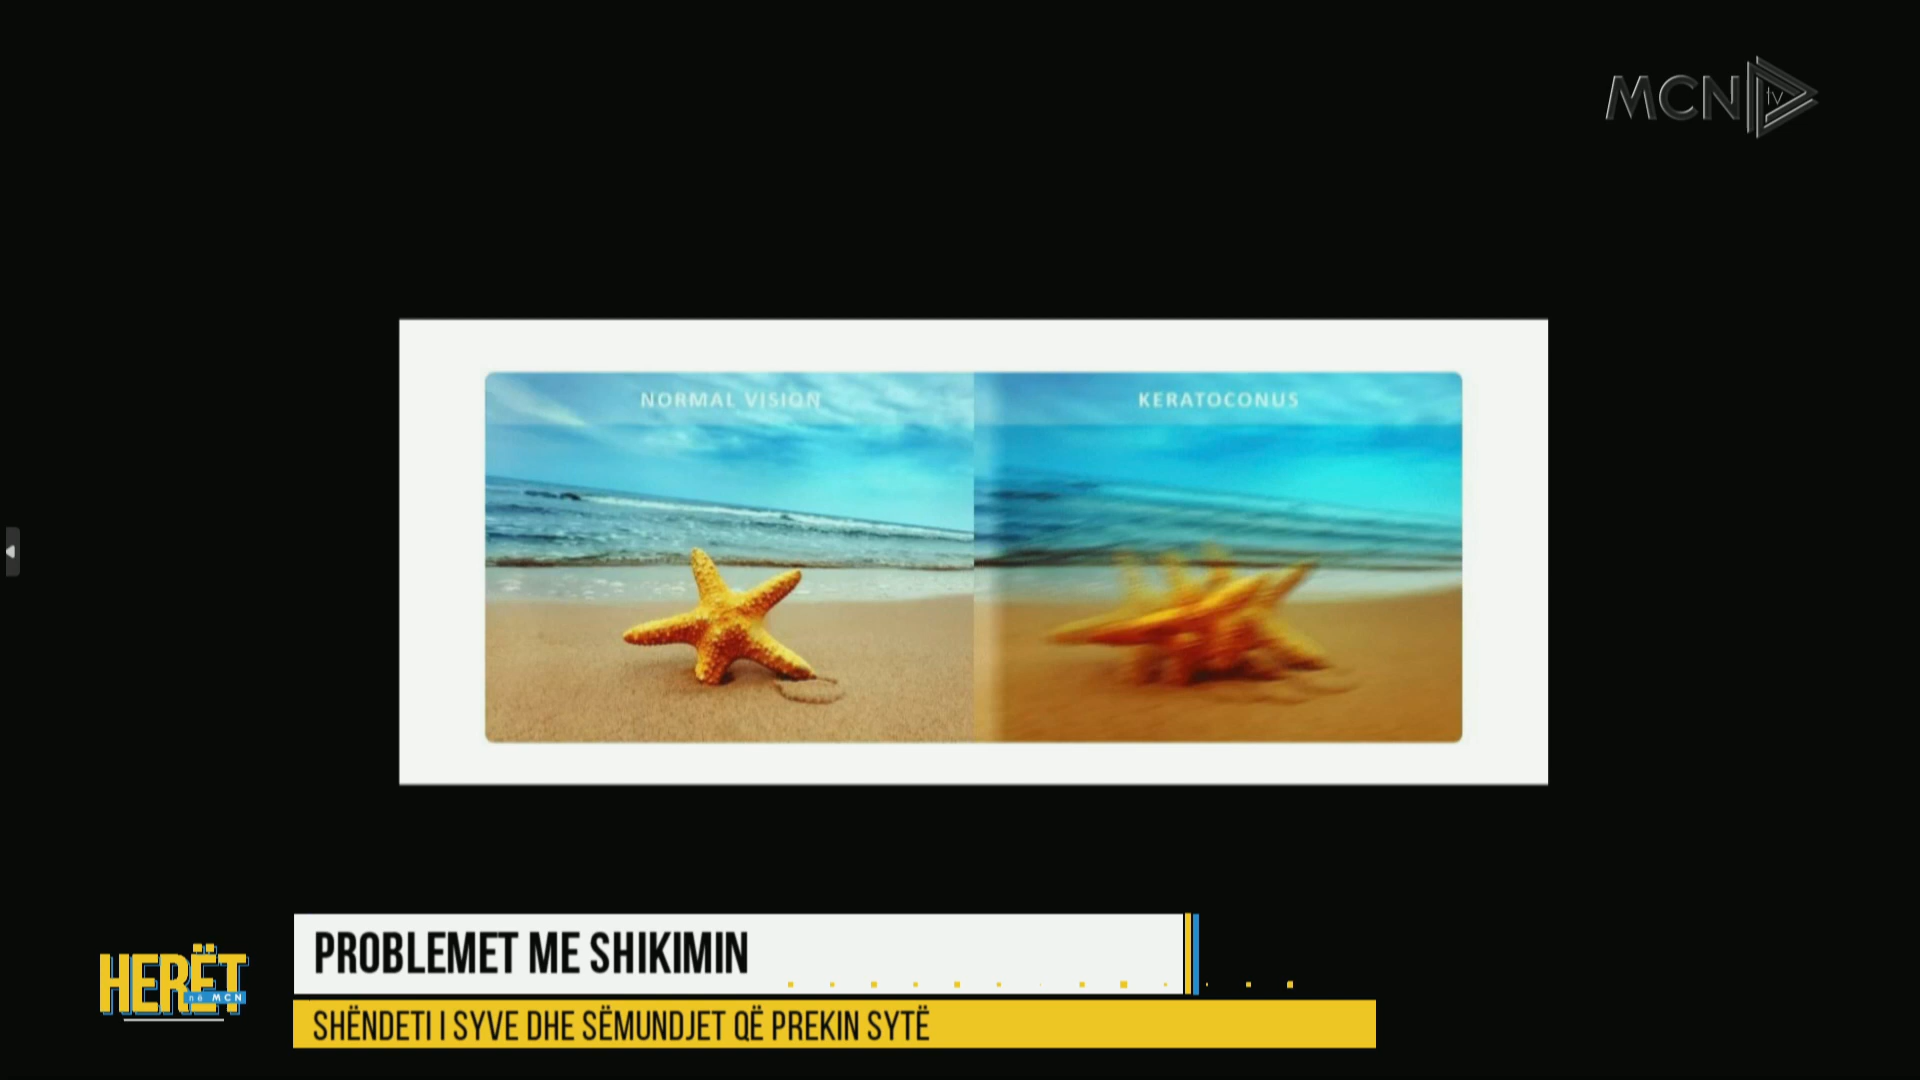 MCN tv
NORMAL VISION
KERATOCONUS
PROBLEMET ME SHIKIMIN
HERËT
në MCN
SHËNDETI I SYVE DHE SËMUNDJET QË PREKIN SYTË